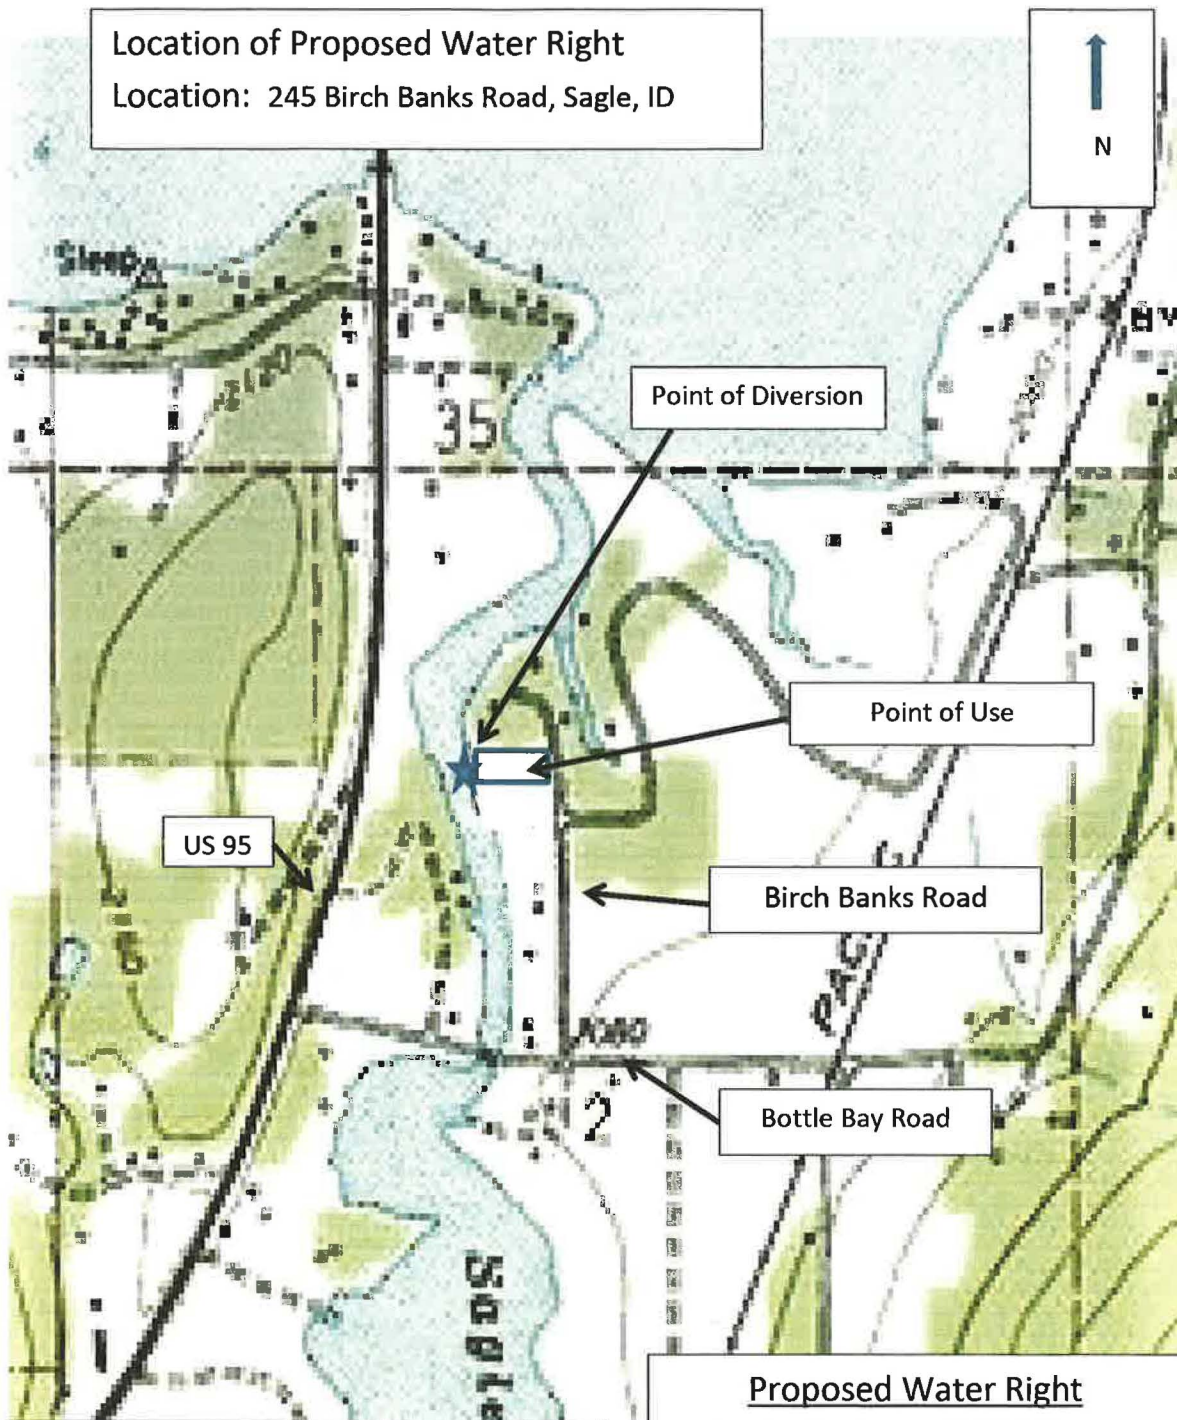 Location of Proposed Water Right
Location: 245 Birch Banks Road, Sagle, ID
N
35
Point of Diversion
Point of Use
US 95
Birch Banks Road
Bottle Bay Road
2
Sagle
Proposed Water Right